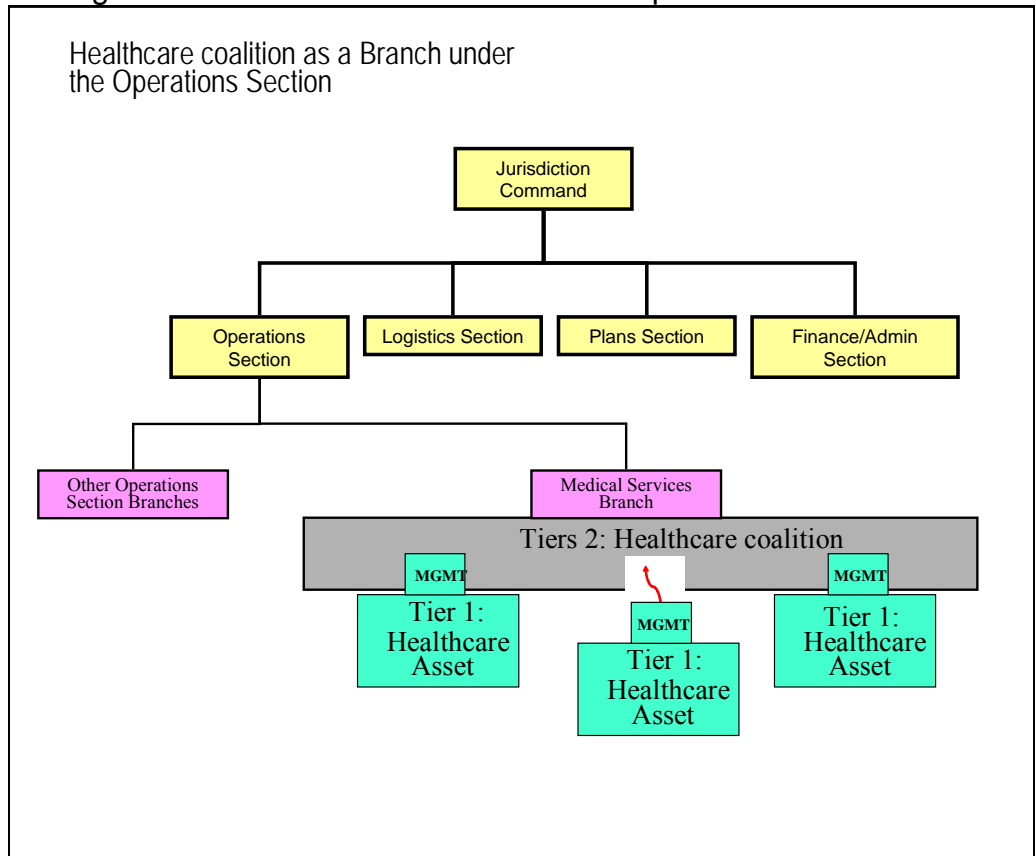 Healthcare coalition as a Branch under
the Operations Section
Jurisdiction
Command
Operations
Section
Logistics Section
Plans Section
Finance/Admin
Section
Other Operations
Section Branches
Medical Services
Branch
Tiers 2: Healthcare coalition
MGMT
MGMT
MGMT
Tier 1:
Healthcare
Asset
Tier 1:
Healthcare
Asset
Tier 1:
Healthcare
Asset